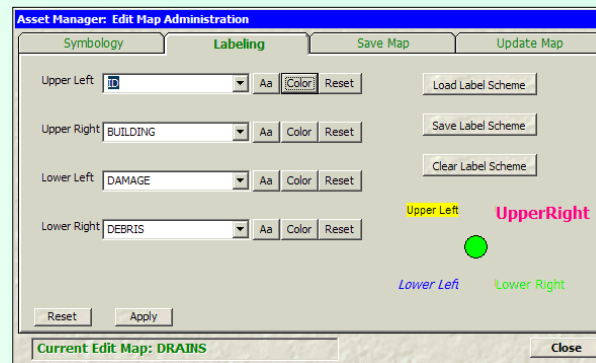 Asset Manager: Edit Map Administration
Symbology Labeling Save Map Update Map
Upper Left ID Aa Color Reset Load Label Scheme
Upper Right BUILDING Aa Color Reset Save Label Scheme
Lower Left DAMAGE Aa Color Reset Clear Label Scheme
Lower Right DEBRIS Aa Color Reset
Upper Left UpperRight
Lower Left Lower Right
Reset Apply
Current Edit Map: DRAINS Close